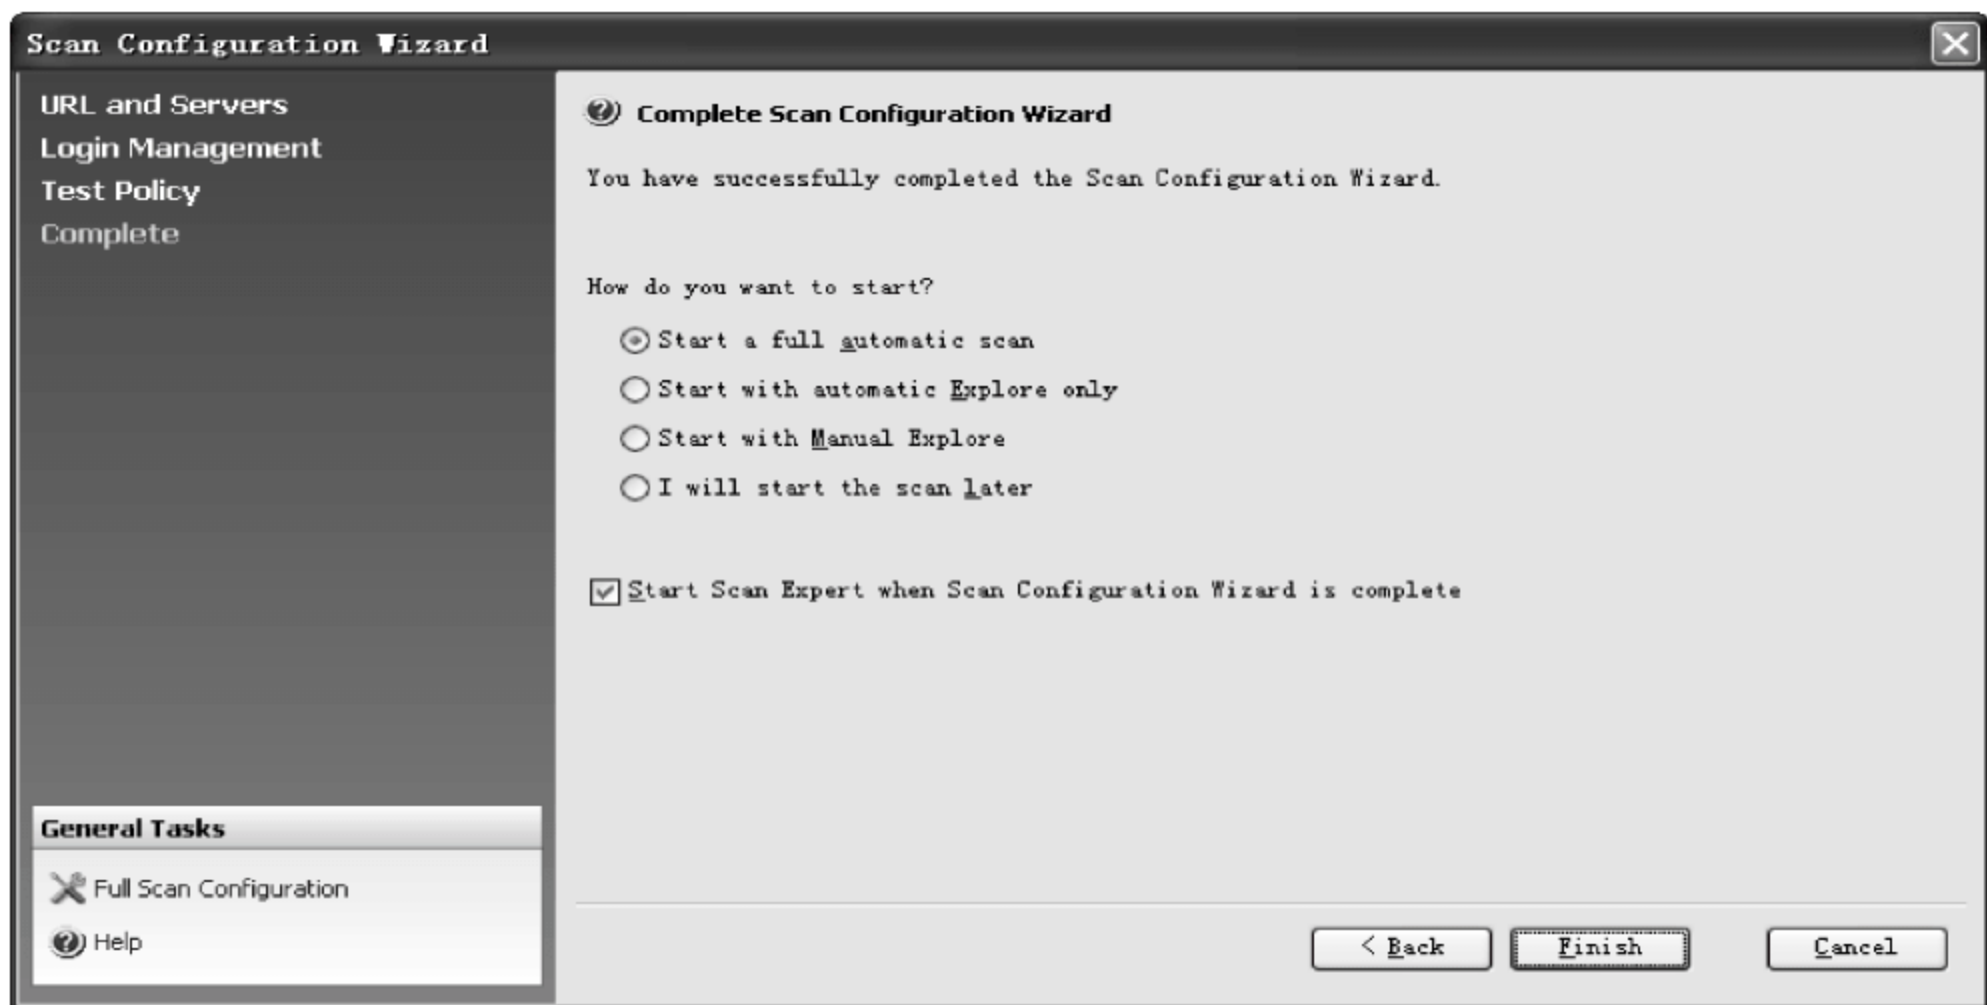 Scan Configuration Wizard
URL and Servers
Login Management
Test Policy
Complete
General Tasks
Full Scan Configuration
Help
Complete Scan Configuration Wizard
You have successfully completed the Scan Configuration Wizard.
How do you want to start?
Start a full automatic scan
Start with automatic Explore only
Start with Manual Explore
I will start the scan later
Start Scan Expert when Scan Configuration Wizard is complete
< Back
Finish
Cancel